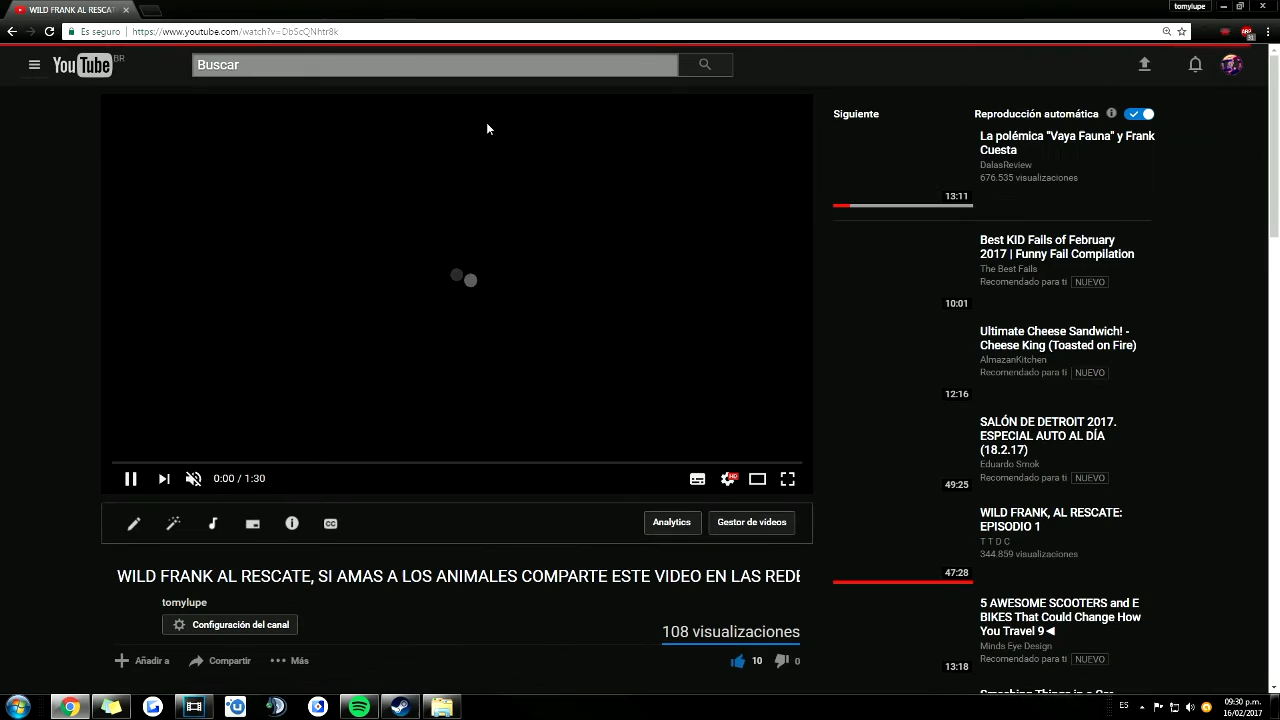 WILD FRANK AL RESCAT
tomylupe
Es seguro
https://www.youtube.com/watch?v=DbScQNhtr8k
YouTube BR
Buscar
Siguiente
Reproducción automática
La polémica "Vaya Fauna" y Frank
Cuesta
DalasReview
676.535 visualizaciones
13:11
Best KID Fails of February
2017 | Funny Fail Compilation
The Best Fails
Recomendado para ti NUEVO
10:01
Ultimate Cheese Sandwich! -
Cheese King (Toasted on Fire)
AlmazanKitchen
Recomendado para ti NUEVO
12:16
SALÓN DE DETROIT 2017.
ESPECIAL AUTO AL DÍA
(18.2.17)
Eduardo Smok
Recomendado para ti NUEVO
49:25
WILD FRANK, AL RESCATE:
EPISODIO 1
T T D C
344.859 visualizaciones
47:28
5 AWESOME SCOOTERS and E
BIKES That Could Change How
You Travel 9◄
Minds Eye Design
Recomendado para ti NUEVO
13:18
0:00 / 1:30
HD
CC
Analytics
Gestor de vídeos
WILD FRANK AL RESCATE, SI AMAS A LOS ANIMALES COMPARTE ESTE VIDEO EN LAS REDE
tomylupe
Configuración del canal
108 visualizaciones
Añadir a
Compartir
Más
10
0
ES
09:30 p.m.
16/02/2017